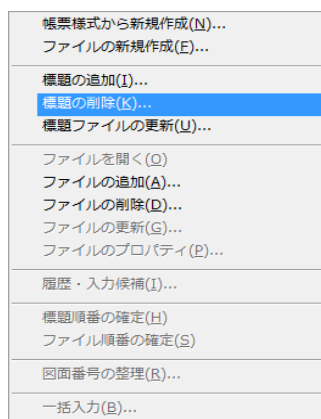 帳票様式から新規作成(N)...
ファイルの新規作成(F)...
標題の追加(I)...
標題の削除(K)...
標題ファイルの更新(U)...
ファイルを開く(O)
ファイルの追加(A)...
ファイルの削除(D)...
ファイルの更新(G)...
ファイルのプロパティ(P)...
履歴・入力候補(I)...
標題順番の確定(H)
ファイル順番の確定(S)
図面番号の整理(R)...
一括入力(B)...